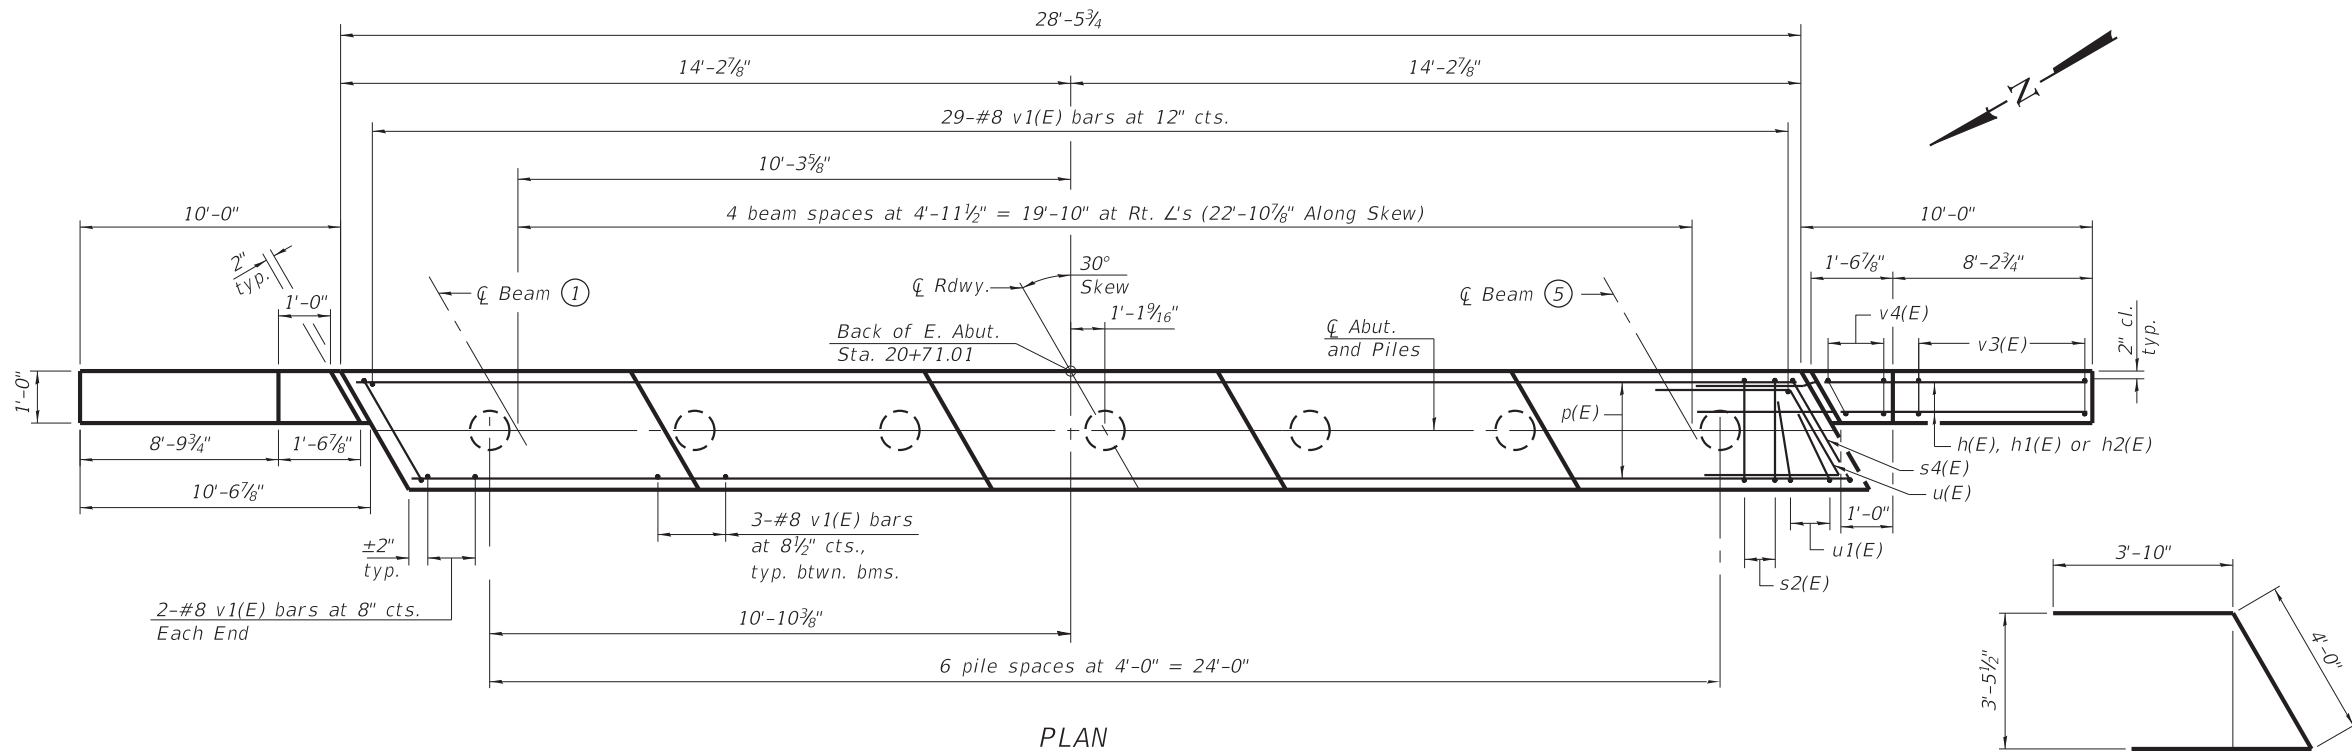 28'-5¾
14'-2⅞"
14'-2⅞"
29-#8 v1(E) bars at 12" cts.
N
10'-3⅝"
10'-0"
4 beam spaces at 4'-11½" = 19'-10" at Rt. ∠'s (22'-10⅞" Along Skew)
10'-0"
2"
typ.
1'-0"
℄ Beam 1
℄ Rdwy.
30°
Skew
1'-1⁹⁄₁₆"
℄ Beam 5
1'-6⅞"
8'-2¾"
Back of E. Abut.
Sta. 20+71.01
℄ Abut.
and Piles
v4(E)
v3(E)
2" cl.
typ.
1'-0"
p(E)
8'-9¾"
1'-6⅞"
h(E), h1(E) or h2(E)
s4(E)
u(E)
10'-6⅞"
1'-0"
±2"
typ.
3-#8 v1(E) bars
at 8½" cts.,
typ. btwn. bms.
u1(E)
s2(E)
2-#8 v1(E) bars at 8" cts.
Each End
10'-10⅜"
6 pile spaces at 4'-0" = 24'-0"
3'-10"
3'-5½"
4'-0"
PLAN